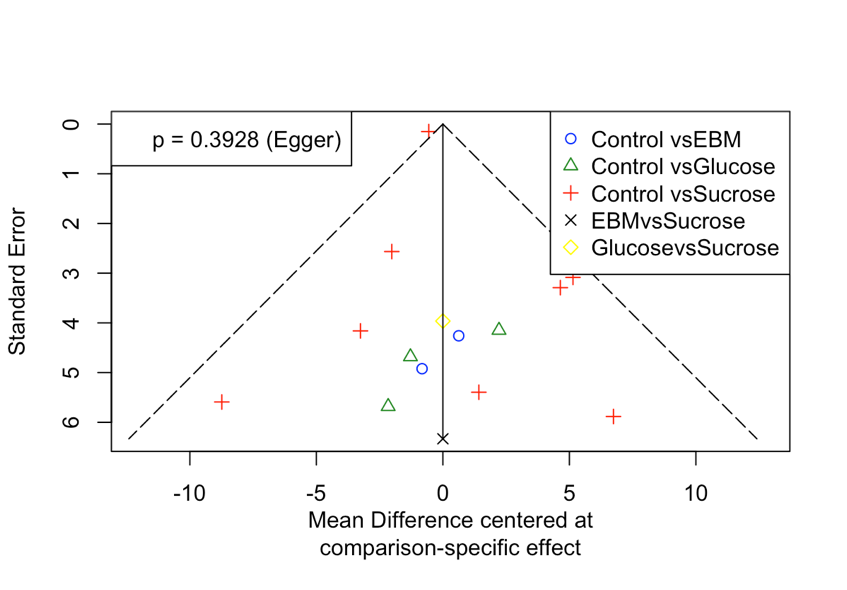 p = 0.3928 (Egger)
Control vsEBM
Control vsGlucose
Control vsSucrose
EBMvsSucrose
GlucosevsSucrose
Standard Error
0
1
2
3
4
5
6
-10 -5 0 5 10
Mean Difference centered at
comparison-specific effect